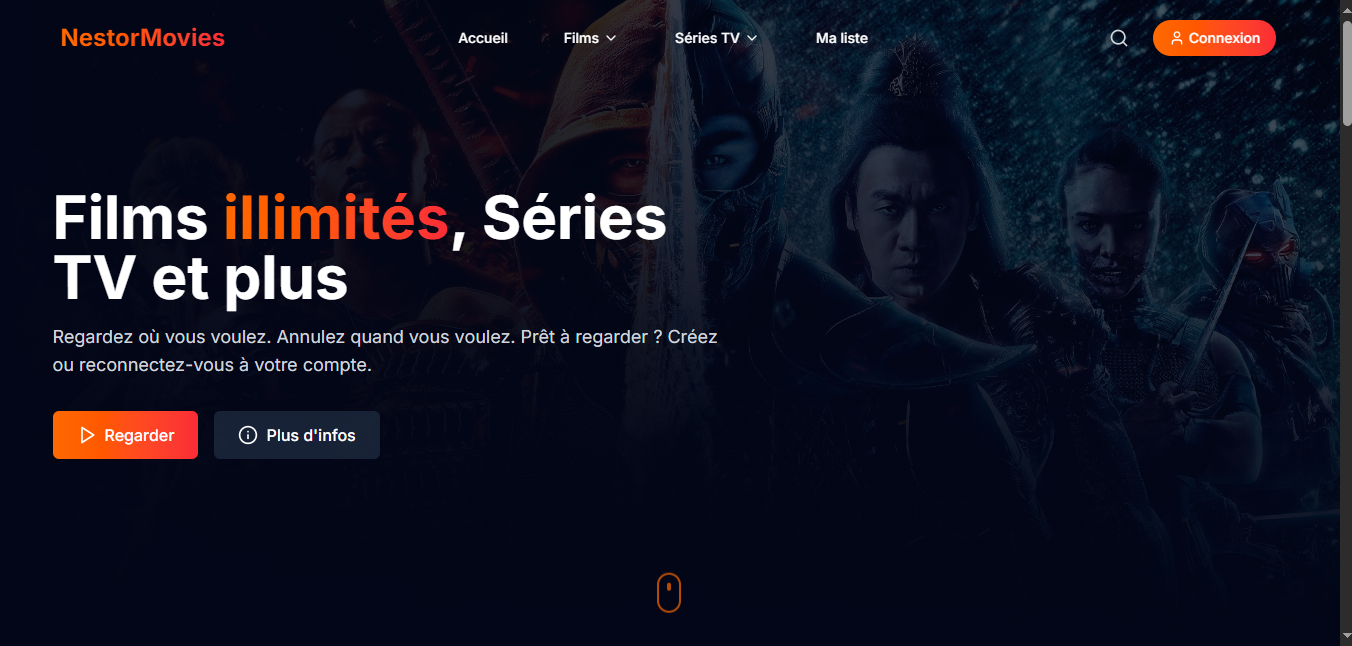 NestorMovies
Accueil
Films
Séries TV
Ma liste
Connexion
Films illimités, Séries
TV et plus
Regardez où vous voulez. Annulez quand vous voulez. Prêt à regarder ? Créez
ou reconnectez-vous à votre compte.
Regarder
Plus d'infos